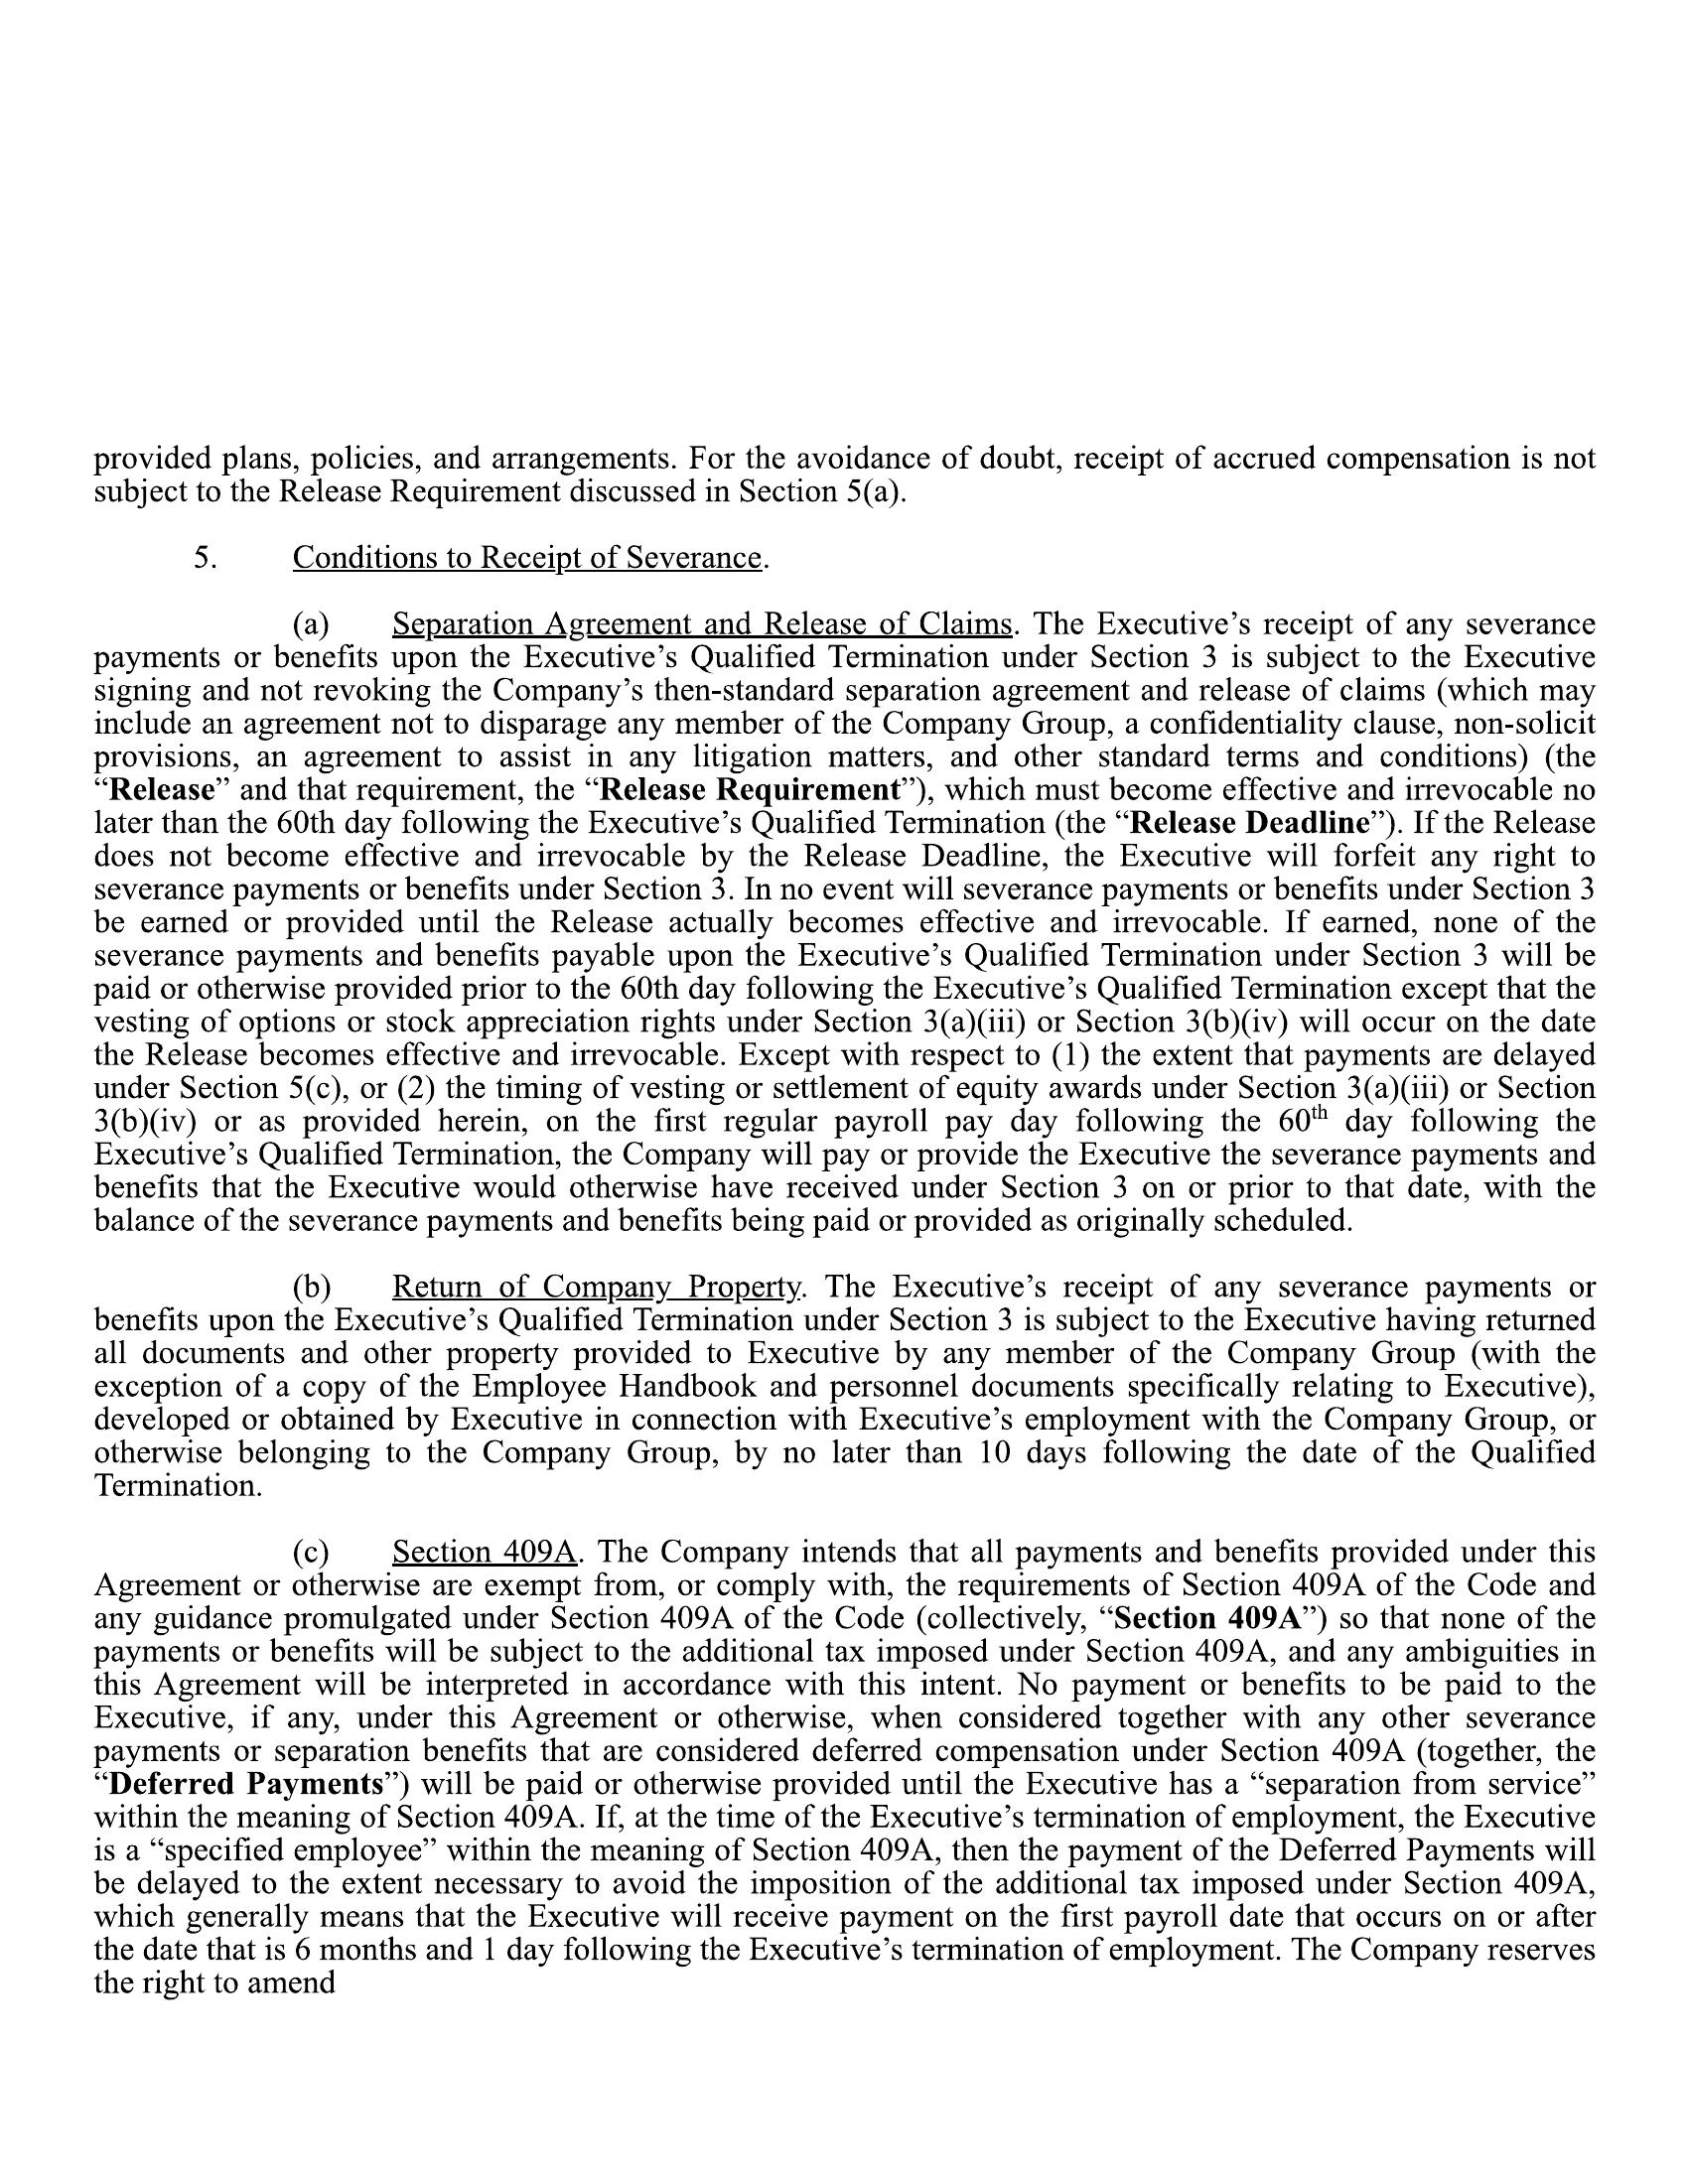 provided plans, policies, and arrangements. For the avoidance of doubt, receipt of accrued compensation is not
subject to the Release Requirement discussed in Section 5(a).
5. Conditions to Receipt of Severance.
(a) Separation Agreement and Release of Claims. The Executive’s receipt of any severance
payments or benefits upon the Executive’s Qualified Termination under Section 3 is subject to the Executive
signing and not revoking the Company’s then-standard separation agreement and release of claims (which may
include an agreement not to disparage any member of the Company Group, a confidentiality clause, non-solicit
provisions, an agreement to assist in any litigation matters, and other standard terms and conditions) (the
“Release” and that requirement, the “Release Requirement”), which must become effective and irrevocable no
later than the 60th day following the Executive’s Qualified Termination (the “Release Deadline”). If the Release
does not become effective and irrevocable by the Release Deadline, the Executive will forfeit any right to
severance payments or benefits under Section 3. In no event will severance payments or benefits under Section 3
be earned or provided until the Release actually becomes effective and irrevocable. If earned, none of the
severance payments and benefits payable upon the Executive’s Qualified Termination under Section 3 will be
paid or otherwise provided prior to the 60th day following the Executive’s Qualified Termination except that the
vesting of options or stock appreciation rights under Section 3(a)(iii) or Section 3(b)(iv) will occur on the date
the Release becomes effective and irrevocable. Except with respect to (1) the extent that payments are delayed
under Section 5(c), or (2) the timing of vesting or settlement of equity awards under Section 3(a)(iii) or Section
3(b)(iv) or as provided herein, on the first regular payroll pay day following the 60th day following the
Executive’s Qualified Termination, the Company will pay or provide the Executive the severance payments and
benefits that the Executive would otherwise have received under Section 3 on or prior to that date, with the
balance of the severance payments and benefits being paid or provided as originally scheduled.
(b) Return of Company Property. The Executive’s receipt of any severance payments or
benefits upon the Executive’s Qualified Termination under Section 3 is subject to the Executive having returned
all documents and other property provided to Executive by any member of the Company Group (with the
exception of a copy of the Employee Handbook and personnel documents specifically relating to Executive),
developed or obtained by Executive in connection with Executive’s employment with the Company Group, or
otherwise belonging to the Company Group, by no later than 10 days following the date of the Qualified
Termination.
(c) Section 409A. The Company intends that all payments and benefits provided under this
Agreement or otherwise are exempt from, or comply with, the requirements of Section 409A of the Code and
any guidance promulgated under Section 409A of the Code (collectively, “Section 409A”) so that none of the
payments or benefits will be subject to the additional tax imposed under Section 409A, and any ambiguities in
this Agreement will be interpreted in accordance with this intent. No payment or benefits to be paid to the
Executive, if any, under this Agreement or otherwise, when considered together with any other severance
payments or separation benefits that are considered deferred compensation under Section 409A (together, the
“Deferred Payments”) will be paid or otherwise provided until the Executive has a “separation from service”
within the meaning of Section 409A. If, at the time of the Executive’s termination of employment, the Executive
is a “specified employee” within the meaning of Section 409A, then the payment of the Deferred Payments will
be delayed to the extent necessary to avoid the imposition of the additional tax imposed under Section 409A,
which generally means that the Executive will receive payment on the first payroll date that occurs on or after
the date that is 6 months and 1 day following the Executive’s termination of employment. The Company reserves
the right to amend